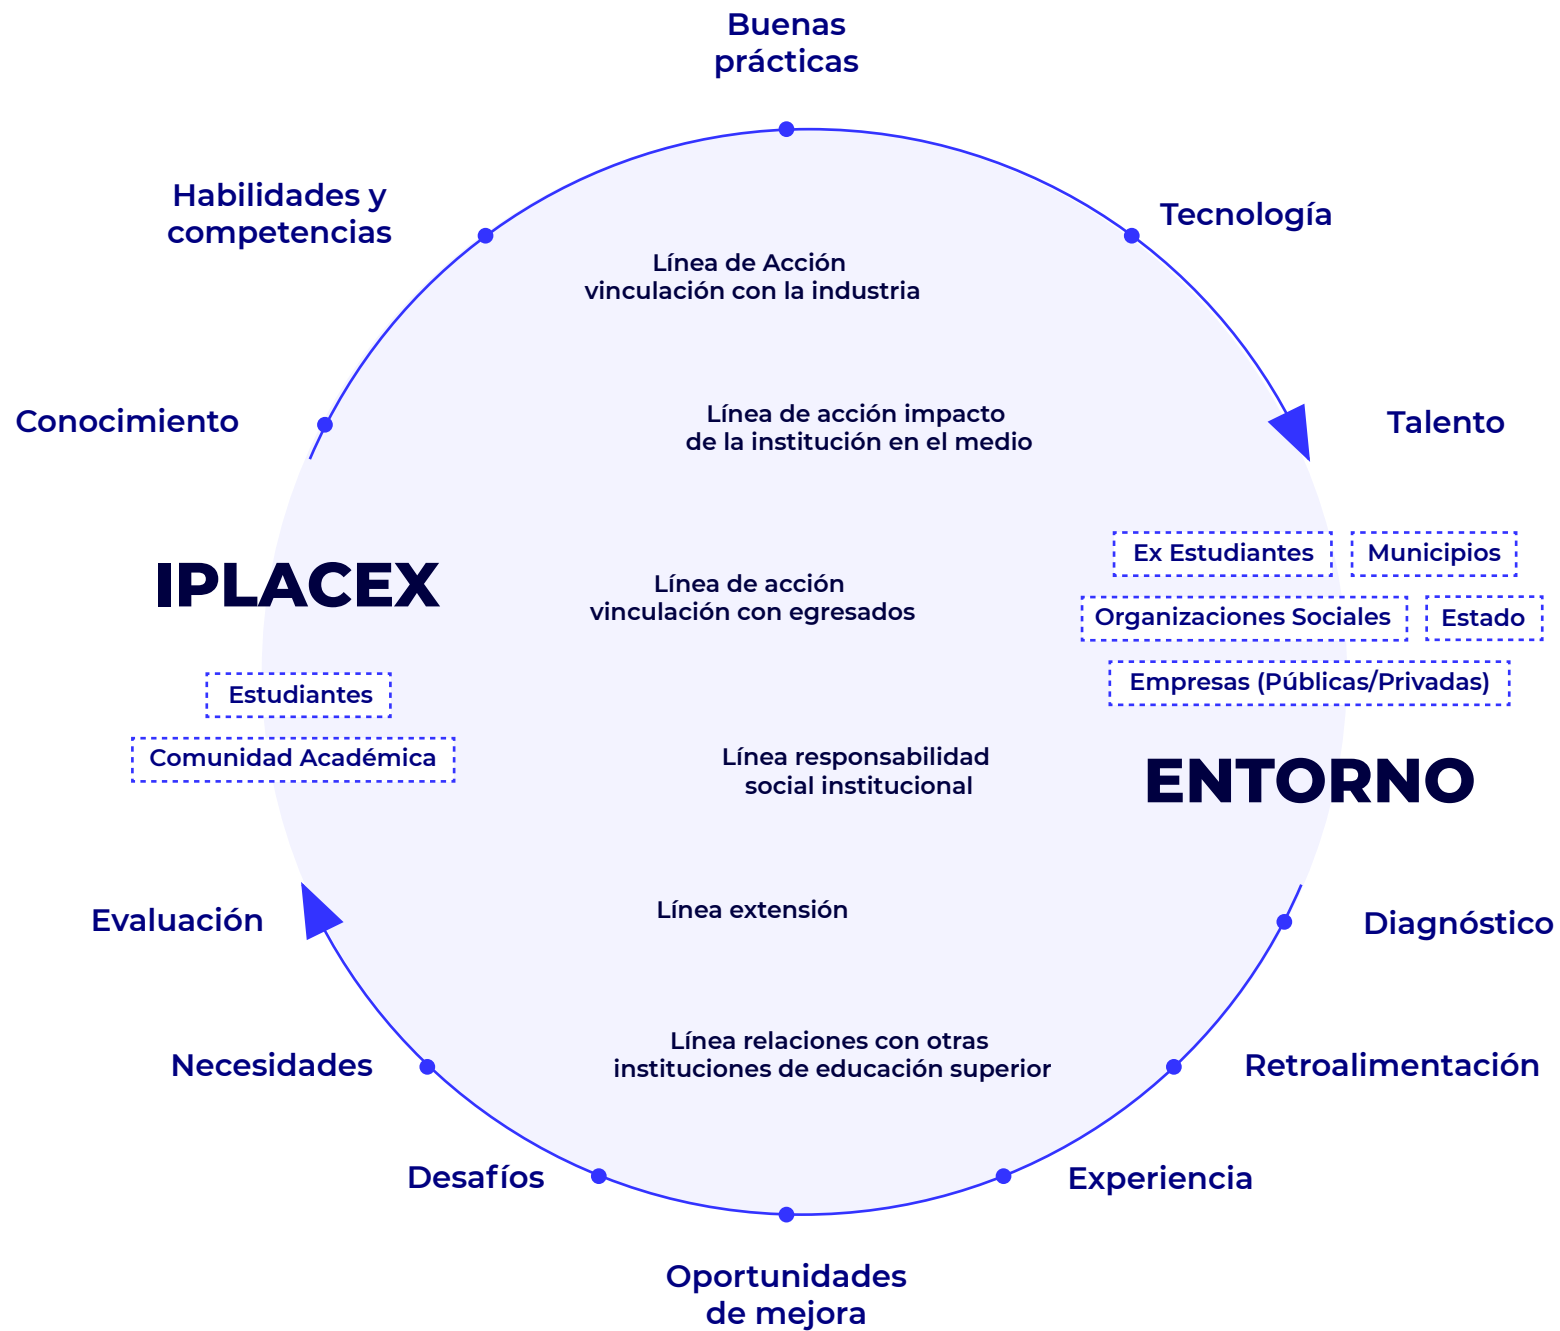 Buenas
prácticas
Habilidades y
competencias
Tecnología
Línea de Acción
vinculación con la industria
Conocimiento
Línea de acción impacto
de la institución en el medio
Talento
IPLACEX
Línea de acción
vinculación con egresados
Ex Estudiantes
Municipios
Organizaciones Sociales
Estado
Empresas (Públicas/Privadas)
Estudiantes
Comunidad Académica
Línea responsabilidad
social institucional
ENTORNO
Evaluación
Línea extensión
Diagnóstico
Necesidades
Línea relaciones con otras
instituciones de educación superior
Retroalimentación
Desafíos
Experiencia
Oportunidades
de mejora